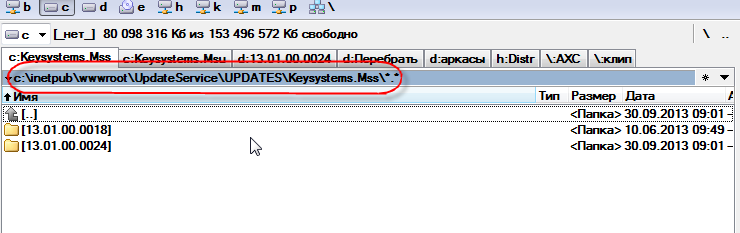 b c d e h k m p \
c [_нет_] 80 098 316 Кб из 153 496 572 Кб свободно \ ..
c:Keysystems.Mss c:Keysystems.Msu d:13.01.00.0024 d:Перебрать d:аркасы h:Distr \:АХС \:клип
c:\inetpub\wwwroot\UpdateService\UPDATES\Keysystems.Mss\*.* *
Имя Тип Размер Дата
[..] <Папка> 30.09.2013 09:01 —
[13.01.00.0018] <Папка> 10.06.2013 09:49 —
[13.01.00.0024] <Папка> 30.09.2013 09:01 —